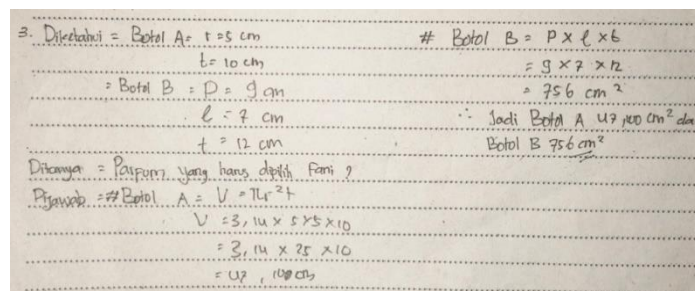 3. Diketahui = Botol A = r = 5 cm
t = 10 cm
= Botol B = P = 9 cm
l = 7 cm
t = 12 cm
Ditanya = Parfum yang harus dipilih Fani ?
Dijawab = # Botol A = V = πr²t
V = 3,14 x 5 x 5 x 10
= 3,14 x 25 x 10
= 47, 100 cm
# Botol B = P x l x t
= 9 x 7 x 12
= 756 cm²
∴ Jadi Botol A 47,100 cm² dan
Botol B 756 cm²